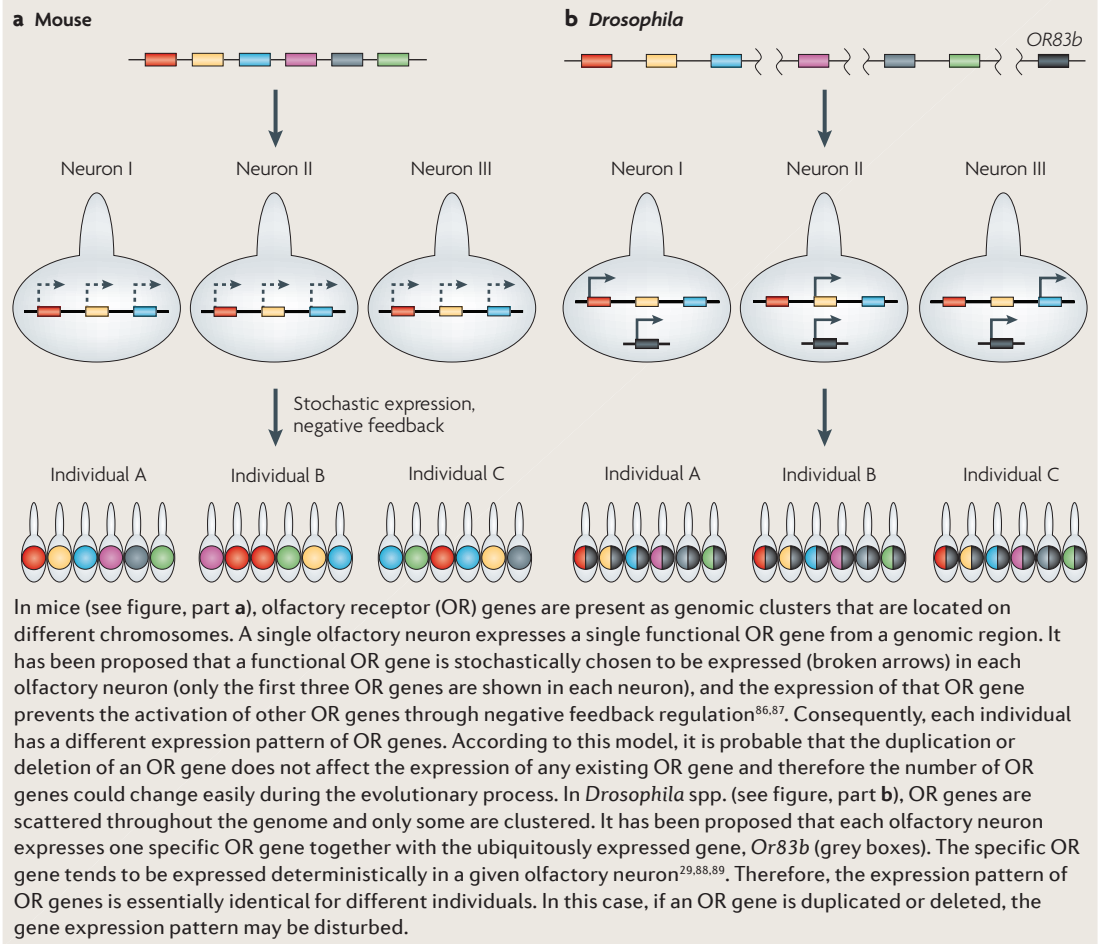 a Mouse
b Drosophila
OR83b
Neuron I
Neuron II
Neuron III
Neuron I
Neuron II
Neuron III
Stochastic expression,
negative feedback
Individual A
Individual B
Individual C
Individual A
Individual B
Individual C
In mice (see figure, part a), olfactory receptor (OR) genes are present as genomic clusters that are located on
different chromosomes. A single olfactory neuron expresses a single functional OR gene from a genomic region. It
has been proposed that a functional OR gene is stochastically chosen to be expressed (broken arrows) in each
olfactory neuron (only the first three OR genes are shown in each neuron), and the expression of that OR gene
prevents the activation of other OR genes through negative feedback regulation86,87. Consequently, each individual
has a different expression pattern of OR genes. According to this model, it is probable that the duplication or
deletion of an OR gene does not affect the expression of any existing OR gene and therefore the number of OR
genes could change easily during the evolutionary process. In Drosophila spp. (see figure, part b), OR genes are
scattered throughout the genome and only some are clustered. It has been proposed that each olfactory neuron
expresses one specific OR gene together with the ubiquitously expressed gene, Or83b (grey boxes). The specific OR
gene tends to be expressed deterministically in a given olfactory neuron29,88,89. Therefore, the expression pattern of
OR genes is essentially identical for different individuals. In this case, if an OR gene is duplicated or deleted, the
gene expression pattern may be disturbed.